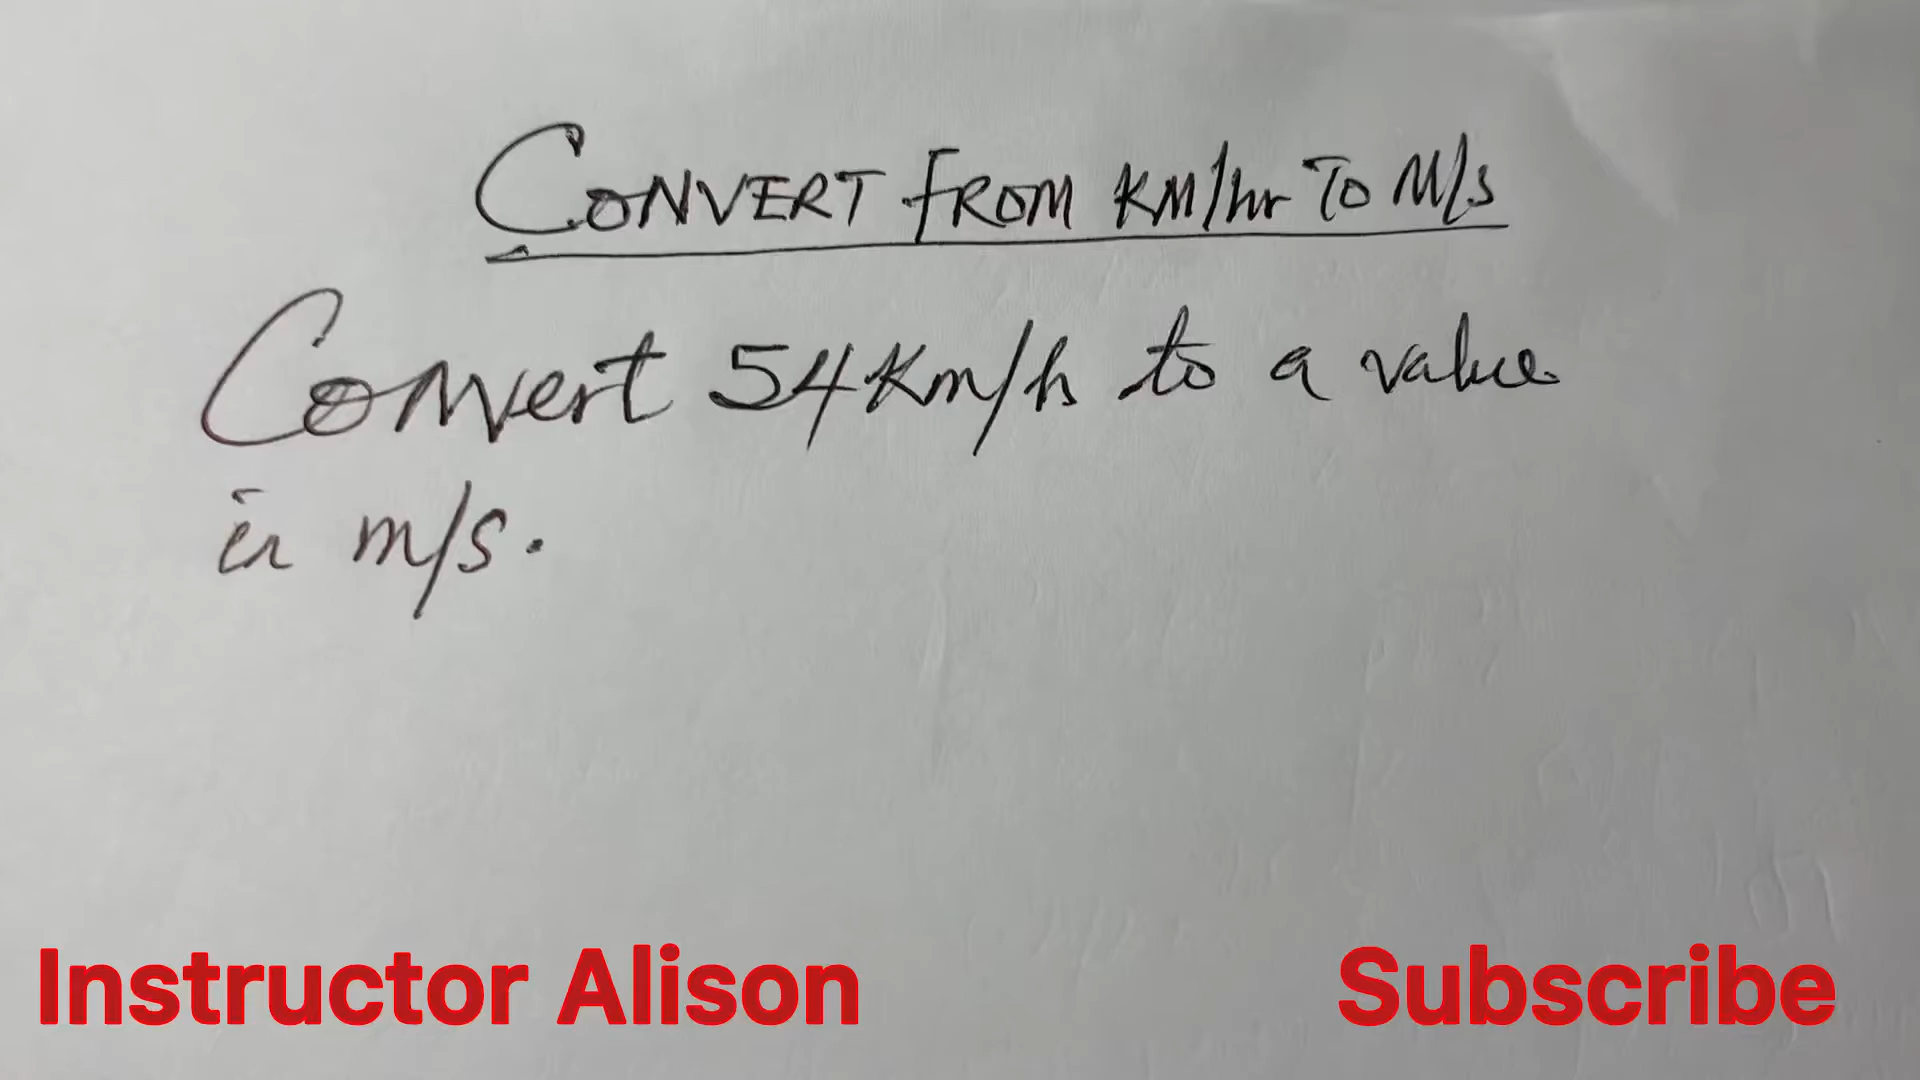 CONVERT FROM KM/hr TO M/s
Convert 54Km/h to a value
in m/s.
Instructor Alison
Subscribe